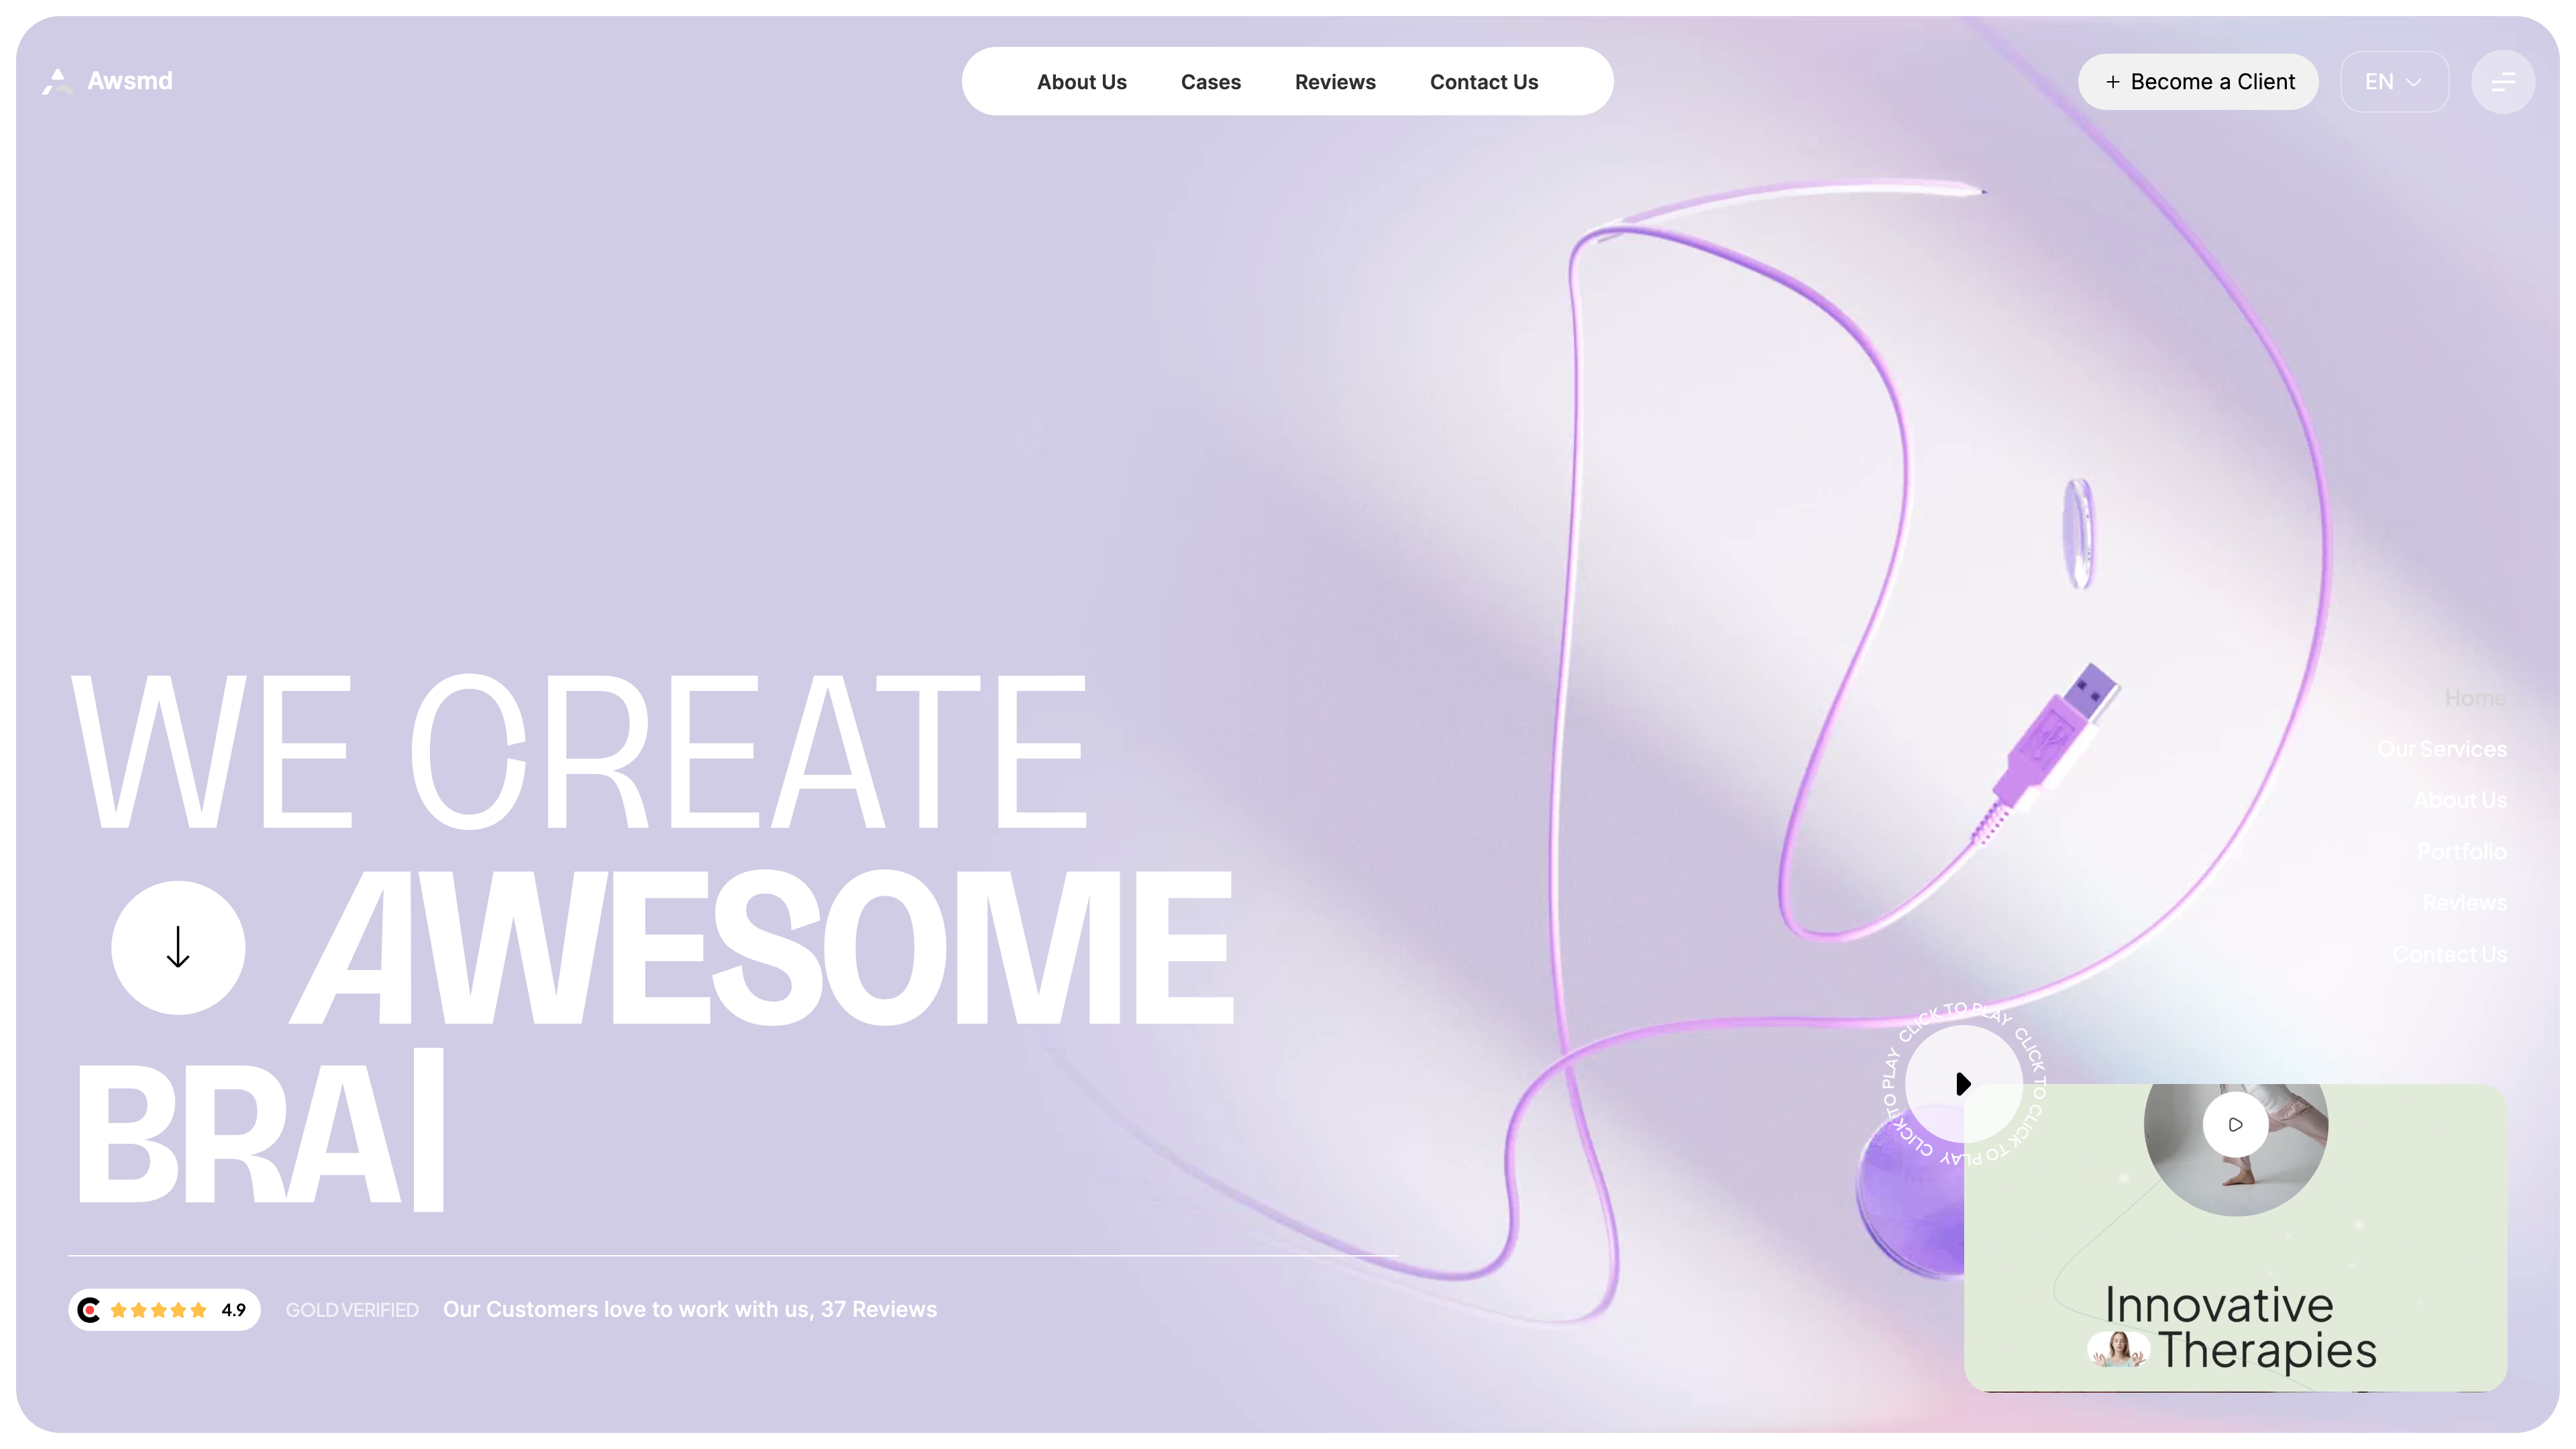 Awsmd
About Us Cases Reviews Contact Us
+ Become a Client
EN
WE CREATE
AWESOME
BRA
Home
Our Services
About Us
Portfolio
Reviews
Contact Us
CLICK TO PLAY CLICK TO CLICK TO PLAY CLICK TO PLAY
4.9 GOLD VERIFIED Our Customers love to work with us, 37 Reviews
Innovative
Therapies